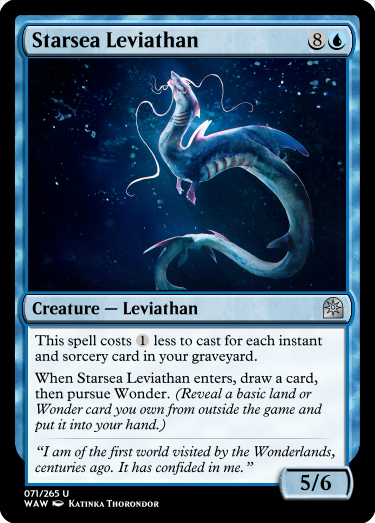 Starsea Leviathan 8
Creature — Leviathan
This spell costs 1 less to cast for each instant
and sorcery card in your graveyard.
When Starsea Leviathan enters, draw a card,
then pursue Wonder. (Reveal a basic land or
Wonder card you own from outside the game and
put it into your hand.)
“I am of the first world visited by the Wonderlands,
centuries ago. It has confided in me.”
5/6
071/265 U
WAW KATINKA THORONDOR